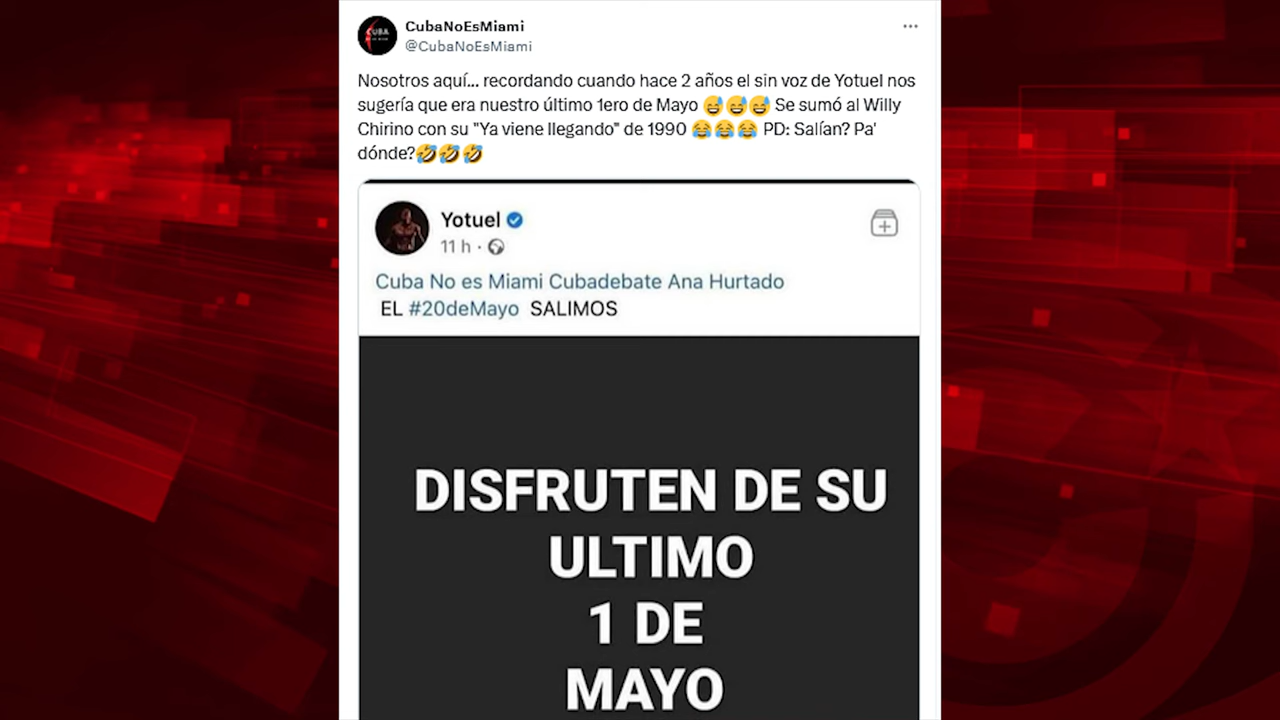 CubaNoEsMiami
@CubaNoEsMiami
Nosotros aquí... recordando cuando hace 2 años el sin voz de Yotuel nos
sugería que era nuestro último 1ero de Mayo 😅😅😅 Se sumó al Willy
Chirino con su "Ya viene llegando" de 1990 😂😂😂 PD: Salían? Pa'
dónde?🤣🤣🤣
Yotuel
11 h ·
Cuba No es Miami Cubadebate Ana Hurtado
EL #20deMayo SALIMOS
DISFRUTEN DE SU
ULTIMO
1 DE
MAYO